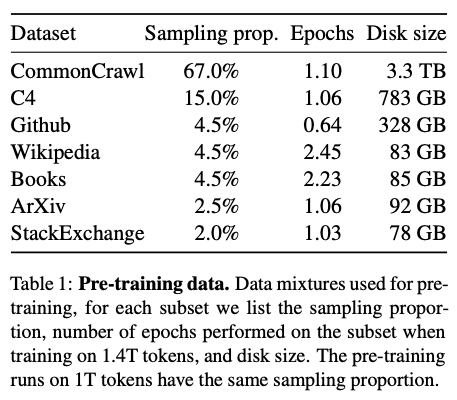 Dataset Sampling prop. Epochs Disk size
CommonCrawl 67.0% 1.10 3.3 TB
C4 15.0% 1.06 783 GB
Github 4.5% 0.64 328 GB
Wikipedia 4.5% 2.45 83 GB
Books 4.5% 2.23 85 GB
ArXiv 2.5% 1.06 92 GB
StackExchange 2.0% 1.03 78 GB
Table 1: Pre-training data. Data mixtures used for pre-
training, for each subset we list the sampling propor-
tion, number of epochs performed on the subset when
training on 1.4T tokens, and disk size. The pre-training
runs on 1T tokens have the same sampling proportion.